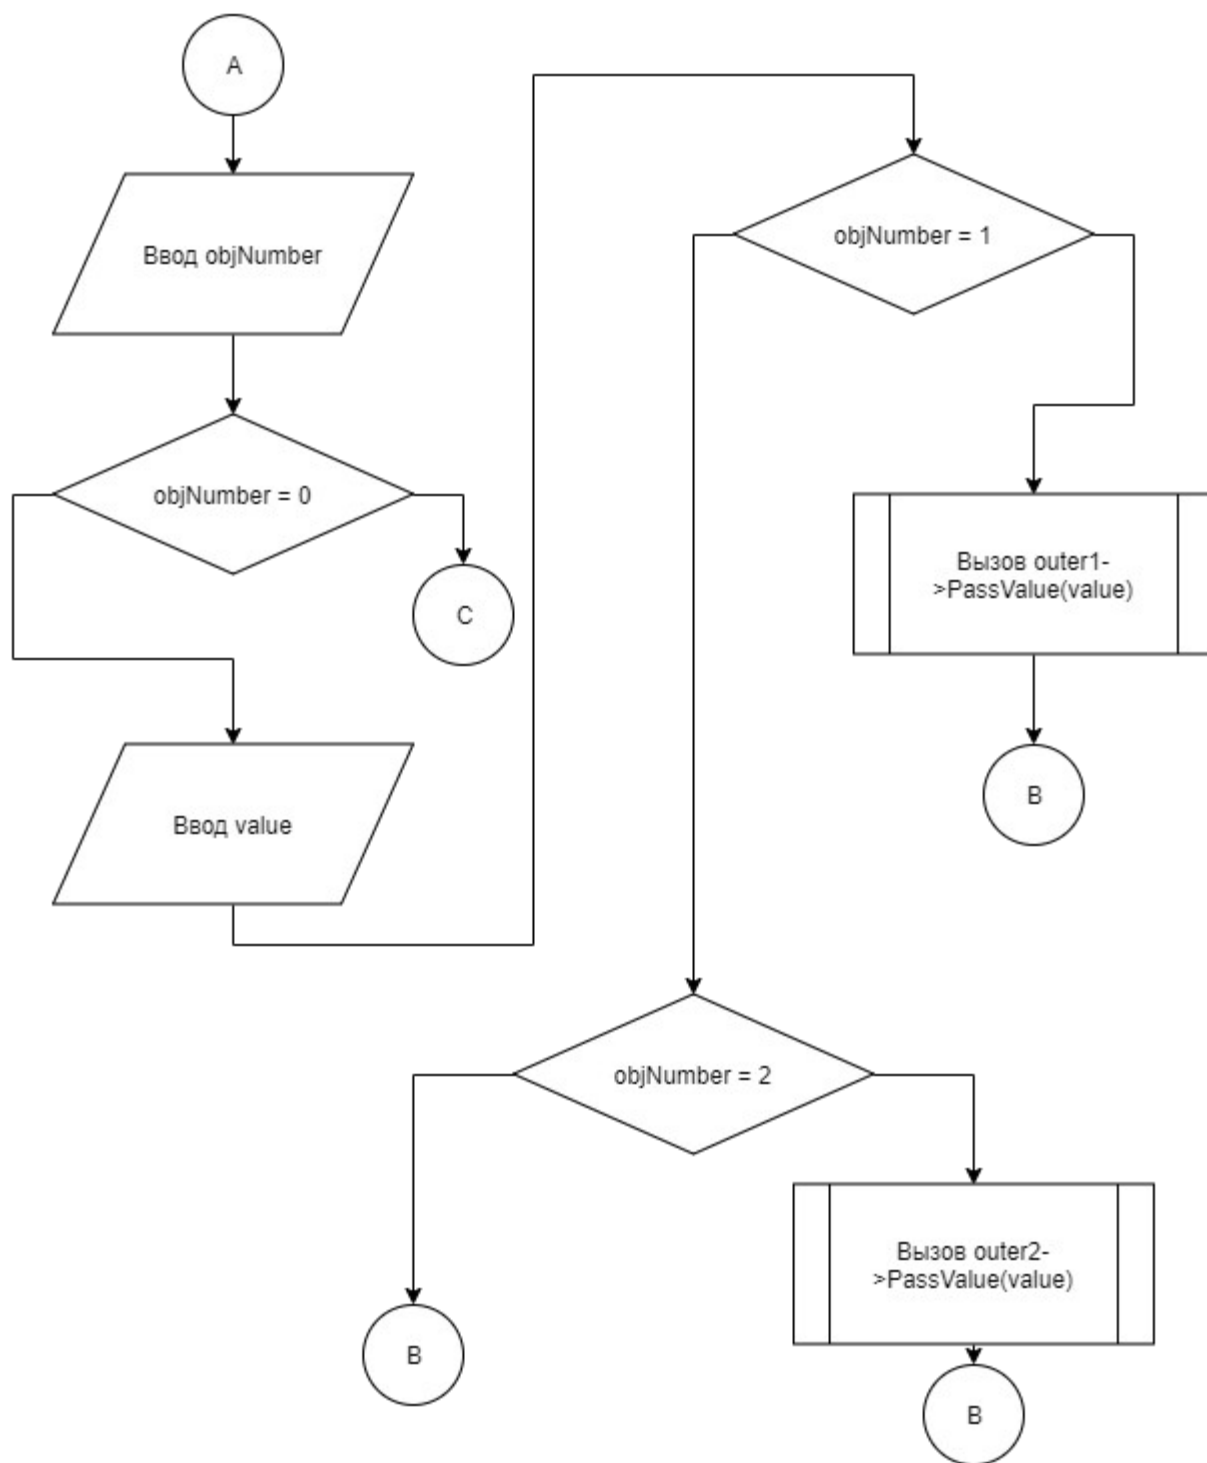 A
Ввод objNumber
objNumber = 0
C
Ввод value
objNumber = 1
Вызов outer1-
>PassValue(value)
B
objNumber = 2
B
Вызов outer2-
>PassValue(value)
B